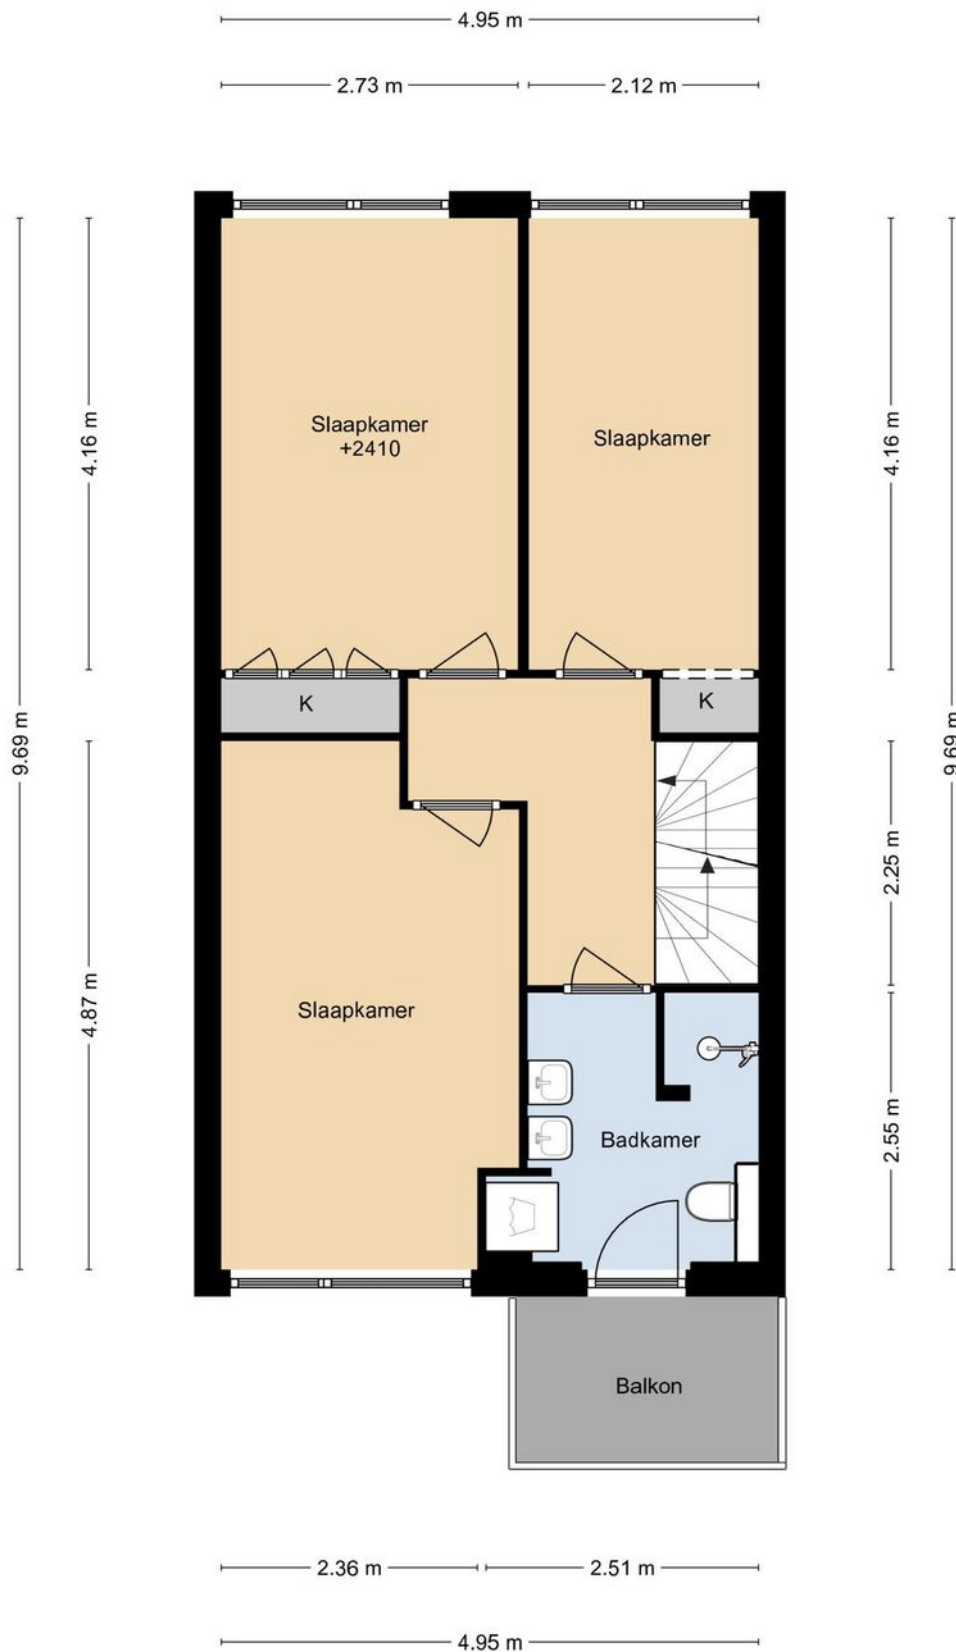 4.95 m
2.73 m
2.12 m
Slaapkamer
+2410
Slaapkamer
4.16 m
4.16 m
K
K
9.69 m
9.69 m
2.25 m
4.87 m
Slaapkamer
2.55 m
Badkamer
Balkon
2.36 m
2.51 m
4.95 m